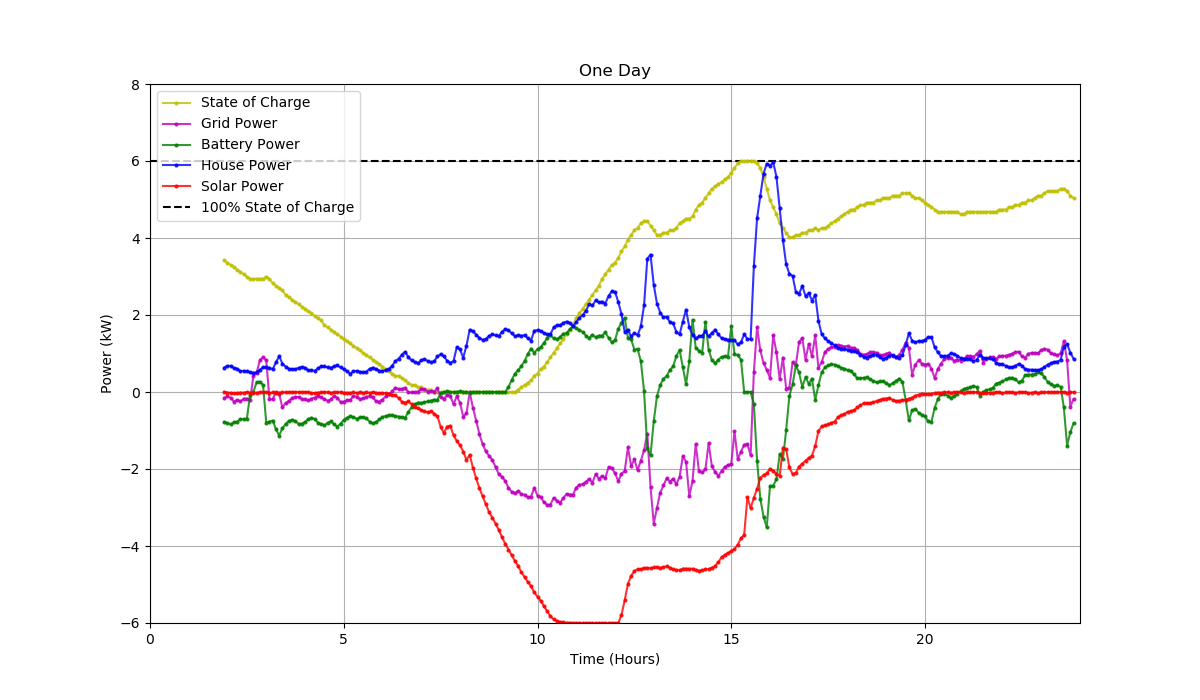 One Day
8
6
4
2
0
−2
−4
−6
Power (kW)
State of Charge
Grid Power
Battery Power
House Power
Solar Power
100% State of Charge
0
5
10
15
20
Time (Hours)